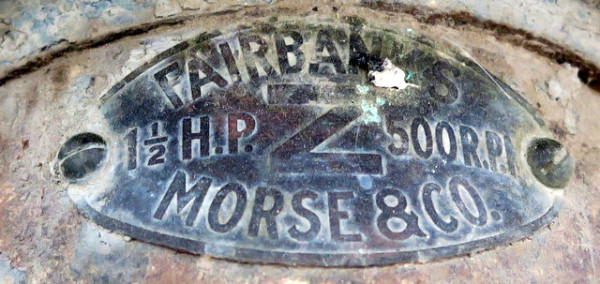 FAIRBANKS
1½ H.P. Z 500 R.P.
MORSE & CO.